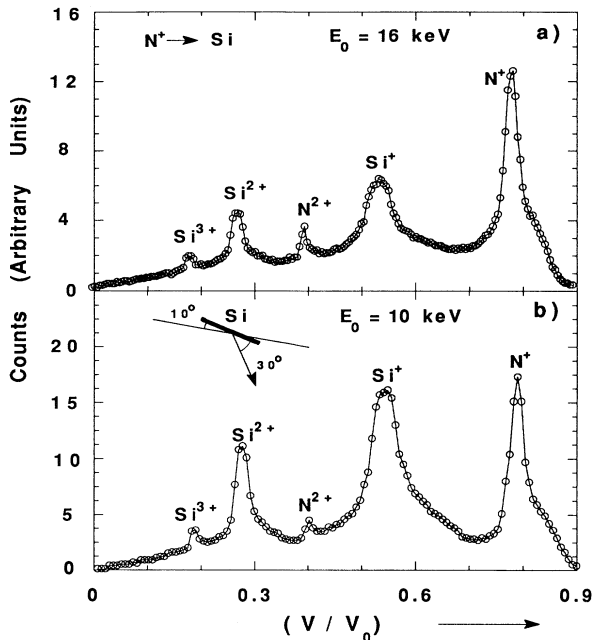 16
N⁺ → Si
E₀ = 16 keV
a)
12
N⁺
8
Si⁺
Si²⁺
N²⁺
4
Si³⁺
0
Counts (Arbitrary Units)
10°
Si
E₀ = 10 keV
b)
30°
20
N⁺
Si⁺
15
Si²⁺
10
N²⁺
Si³⁺
5
0
0
0.3
0.6
0.9
( V / V₀ )